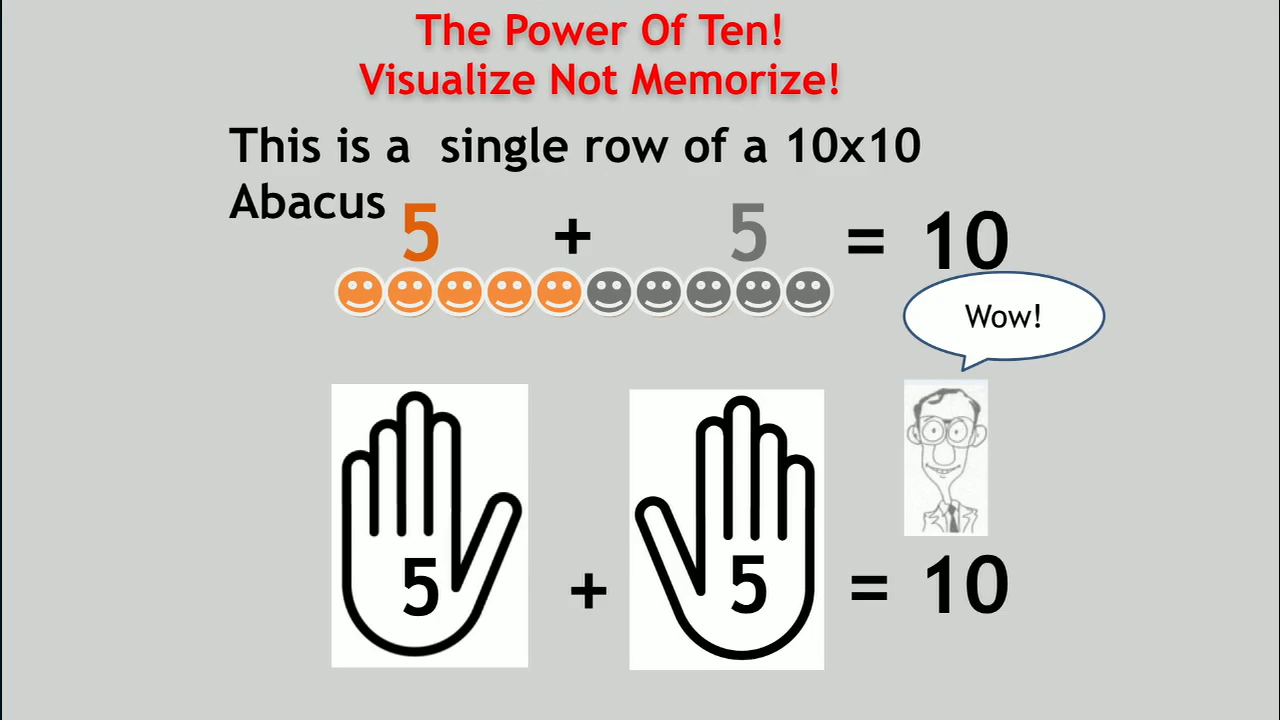 The Power Of Ten!
Visualize Not Memorize!
This is a  single row of a 10x10
Abacus
5 + 5 = 10
Wow!
5 + 5 = 10